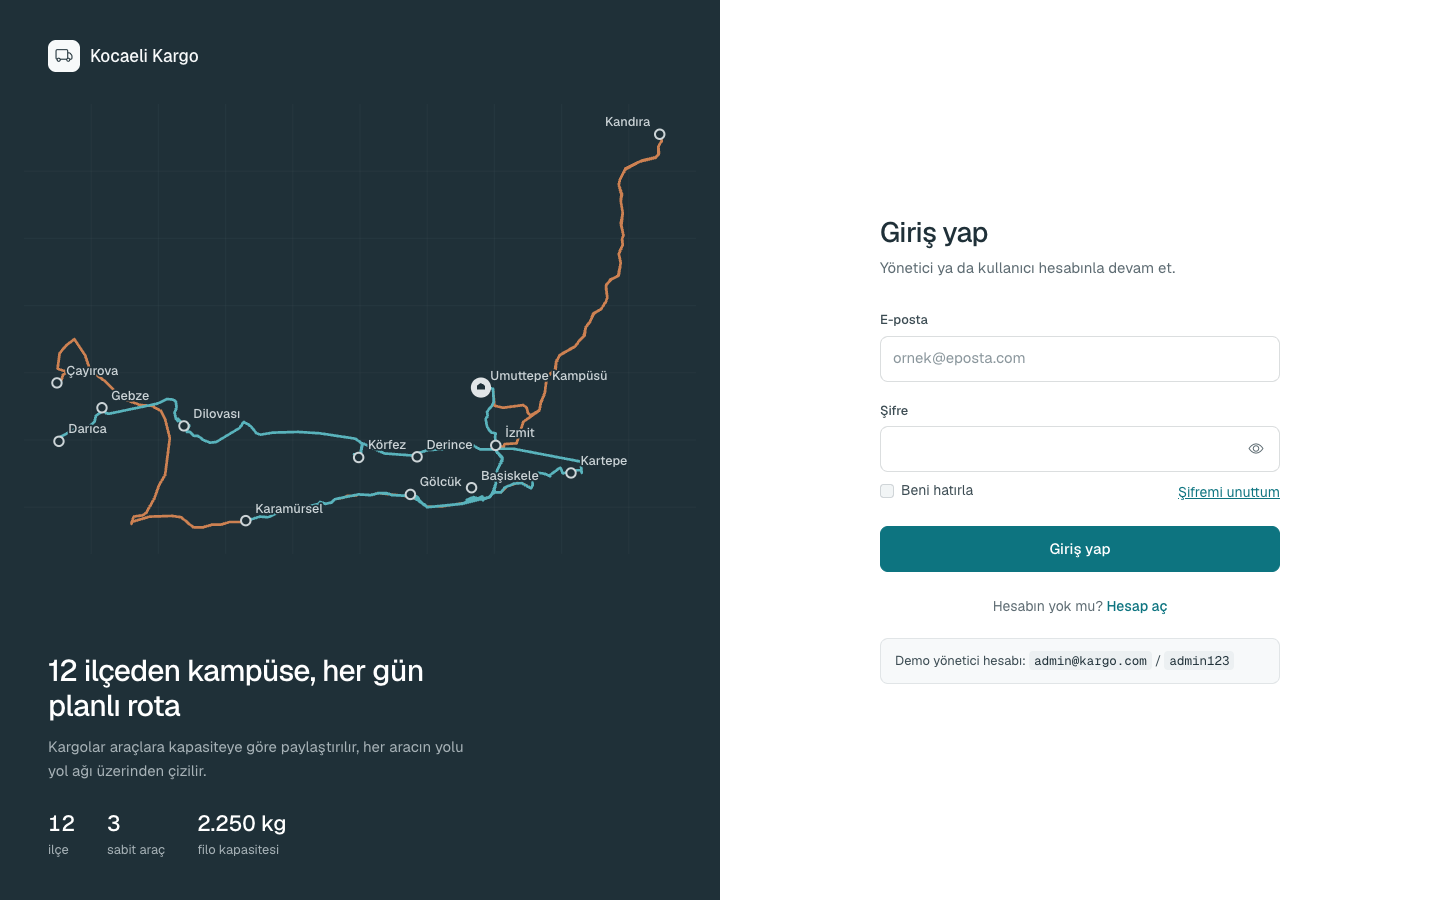 Kocaeli Kargo
Kandıra
Çayırova
Umuttepe Kampüsü
Gebze
Dilovası
Darıca
İzmit
Körfez
Derince
Kartepe
Gölcük
Başiskele
Karamürsel
12 ilçeden kampüse, her gün
planlı rota
Kargolar araçlara kapasiteye göre paylaştırılır, her aracın yolu
yol ağı üzerinden çizilir.
12
3
2.250 kg
ilçe
sabit araç
filo kapasitesi
Giriş yap
Yönetici ya da kullanıcı hesabınla devam et.
E-posta
ornek@eposta.com
Şifre
Beni hatırla
Şifremi unuttum
Giriş yap
Hesabın yok mu? Hesap aç
Demo yönetici hesabı: admin@kargo.com / admin123